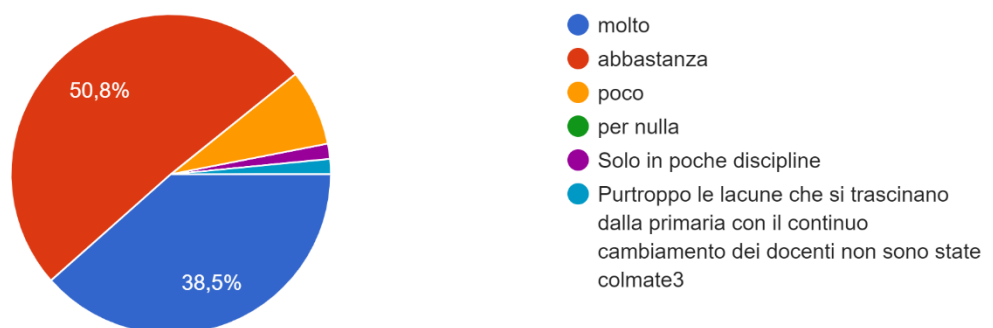 50,8%
38,5%
molto
abbastanza
poco
per nulla
Solo in poche discipline
Purtroppo le lacune che si trascinano
dalla primaria con il continuo
cambiamento dei docenti non sono state
colmate3